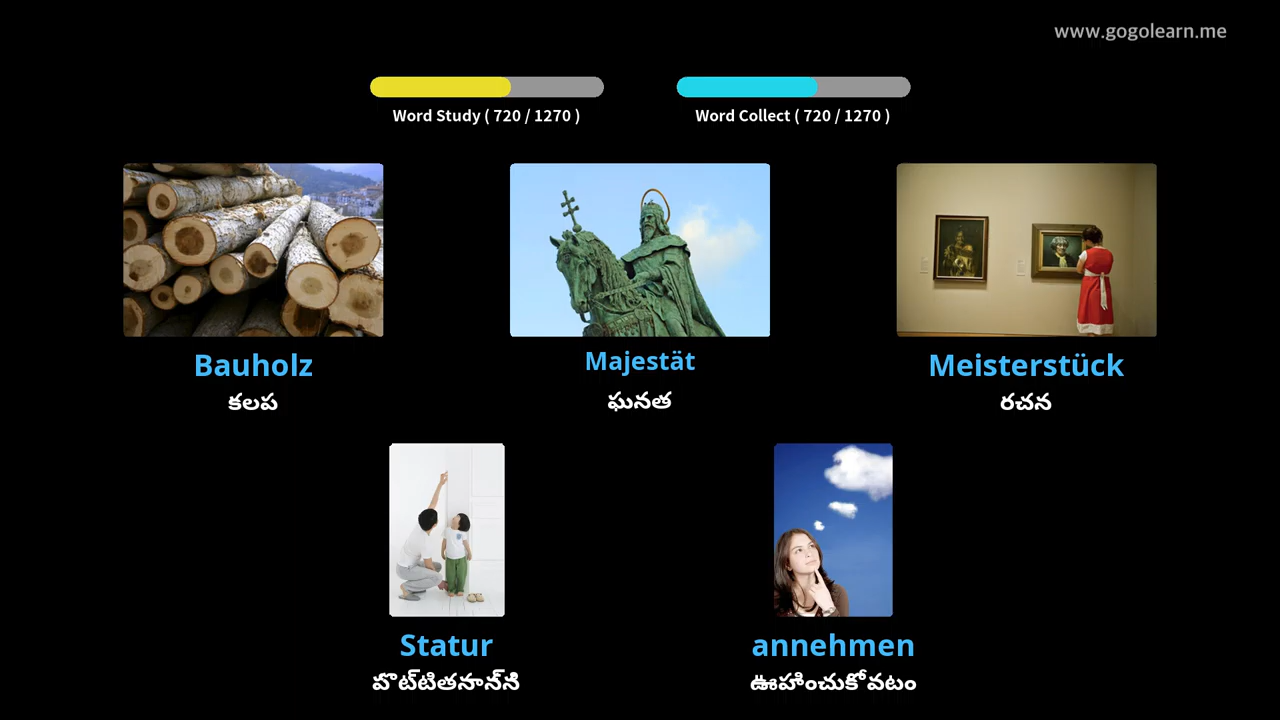 www.gogolearn.me
Word Study ( 720 / 1270 )
Word Collect ( 720 / 1270 )
Bauholz
కలప
Majestät
ఘనత
Meisterstück
రచన
Statur
పొట్టితనాన్ని
annehmen
ఊహించుకోవటం